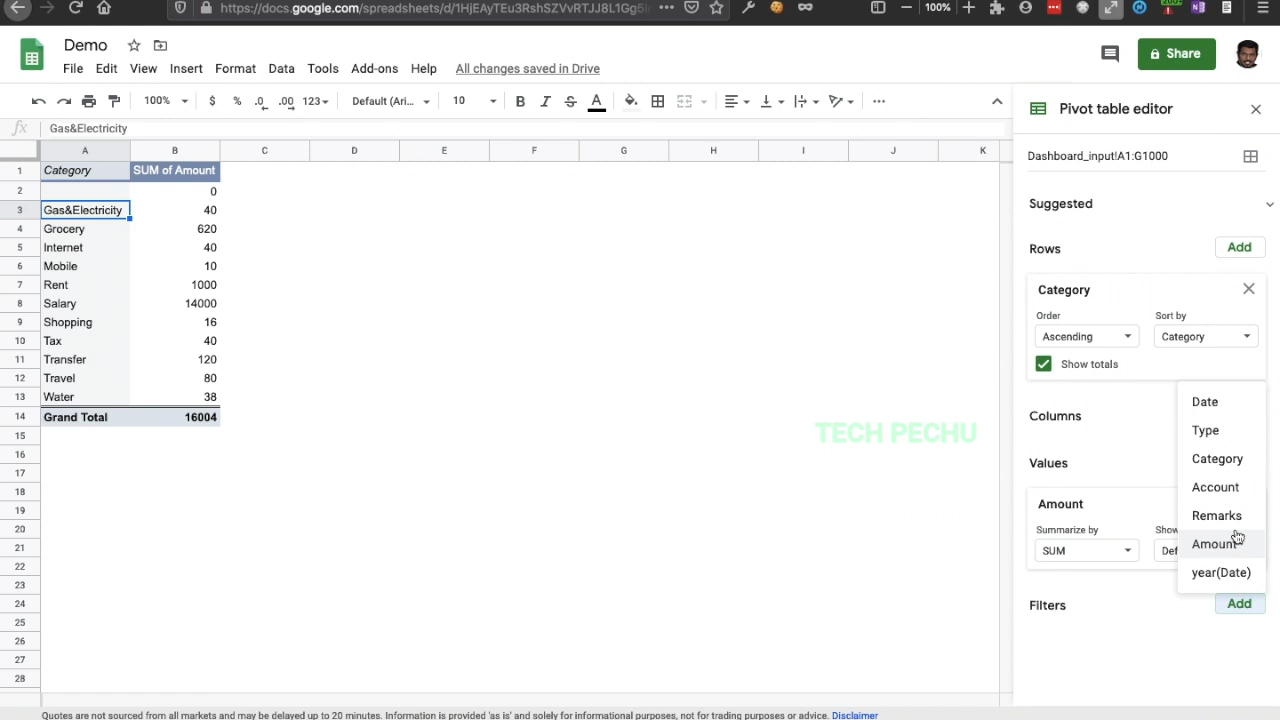 https://docs.google.com/spreadsheets/d/1HjEAyTEu3RshSZVvRTJJ8L1Gg5l
100%
200+
Demo
File Edit View Insert Format Data Tools Add-ons Help All changes saved in Drive
Share
100% $ % .0 .00 123 Default (Ari... 10 B I S A
fx Gas&Electricity
A B C D E F G H I J K
1 Category SUM of Amount
2 0
3 Gas&Electricity 40
4 Grocery 620
5 Internet 40
6 Mobile 10
7 Rent 1000
8 Salary 14000
9 Shopping 16
10 Tax 40
11 Transfer 120
12 Travel 80
13 Water 38
14 Grand Total 16004
15
16
17
18
19
20
21
22
23
24
25
26
27
28
TECH PECHU
Pivot table editor
Dashboard_input!A1:G1000
Suggested
Rows Add
Category
Order Sort by
Ascending Category
Show totals
Columns
Values
Amount
Summarize by Show
SUM Def
Filters Add
Date
Type
Category
Account
Remarks
Amount
year(Date)
Quotes are not sourced from all markets and may be delayed up to 20 minutes. Information is provided 'as is' and solely for informational purposes, not for trading purposes or advice. Disclaimer